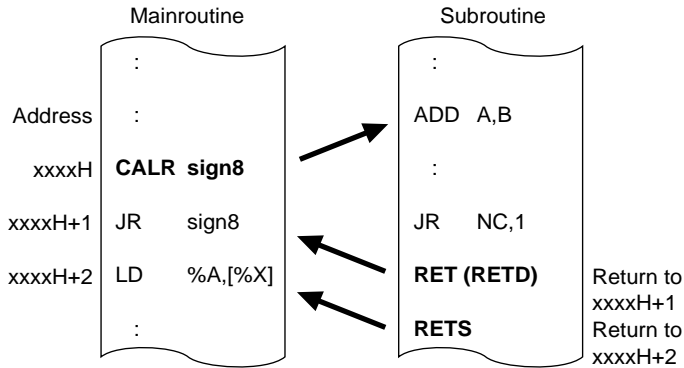 Mainroutine Subroutine
: :
Address : ADD A,B
xxxxH CALR sign8 :
xxxxH+1 JR sign8 JR NC,1
xxxxH+2 LD %A,[%X] RET (RETD) Return to
xxxxH+1
: RETS Return to
xxxxH+2